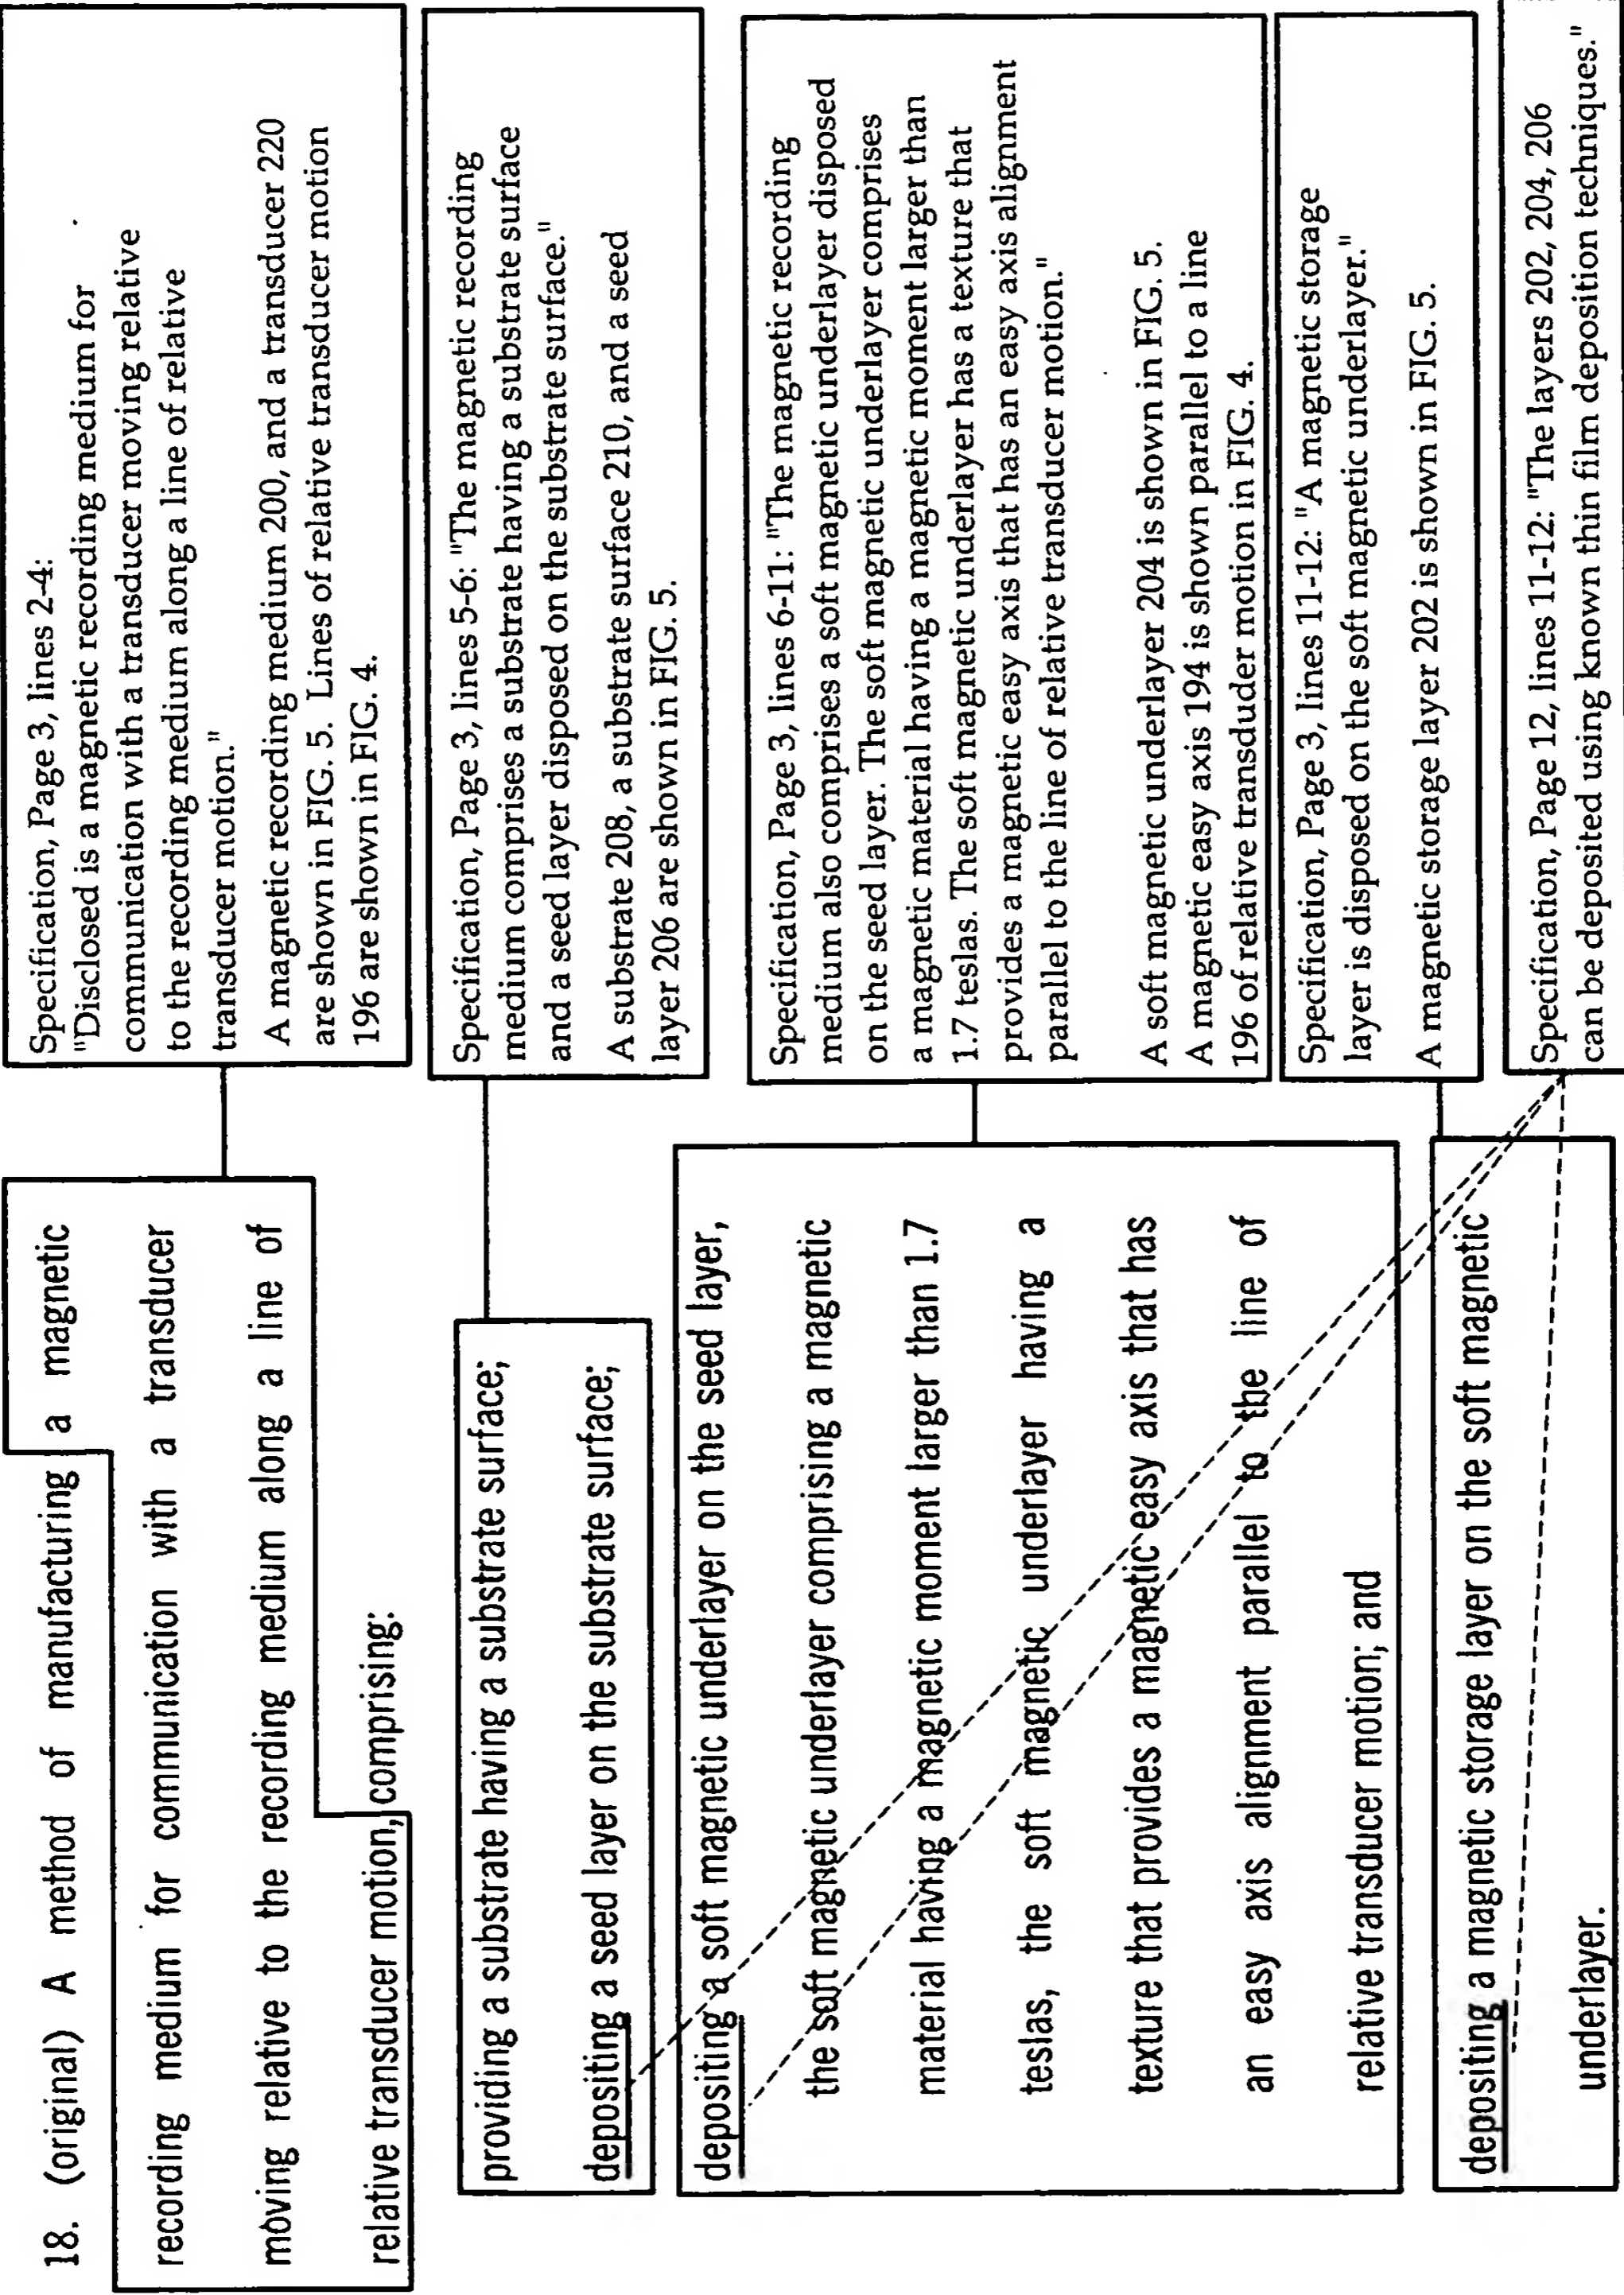 18. (original) A method of manufacturing a magnetic
recording medium for communication with a transducer
moving relative to the recording medium along a line of
relative transducer motion, comprising:
providing a substrate having a substrate surface;
depositing a seed layer on the substrate surface;
depositing a soft magnetic underlayer on the seed layer,
the soft magnetic underlayer comprising a magnetic
material having a magnetic moment larger than 1.7
teslas, the soft magnetic underlayer having a
texture that provides a magnetic easy axis that has
an easy axis alignment parallel to the line of
relative transducer motion; and
depositing a magnetic storage layer on the soft magnetic
underlayer.
Specification, Page 3, lines 2-4:
"Disclosed is a magnetic recording medium for
communication with a transducer moving relative
to the recording medium along a line of relative
transducer motion."
A magnetic recording medium 200, and a transducer 220
are shown in FIG. 5. Lines of relative transducer motion
196 are shown in FIG. 4.
Specification, Page 3, lines 5-6: "The magnetic recording
medium comprises a substrate having a substrate surface
and a seed layer disposed on the substrate surface."
A substrate 208, a substrate surface 210, and a seed
layer 206 are shown in FIG. 5.
Specification, Page 3, lines 6-11: "The magnetic recording
medium also comprises a soft magnetic underlayer disposed
on the seed layer. The soft magnetic underlayer comprises
a magnetic material having a magnetic moment larger than
1.7 teslas. The soft magnetic underlayer has a texture that
provides a magnetic easy axis that has an easy axis alignment
parallel to the line of relative transducer motion."
A soft magnetic underlayer 204 is shown in FIG. 5.
A magnetic easy axis 194 is shown parallel to a line
196 of relative transduder motion in FIG. 4.
Specification, Page 3, lines 11-12: "A magnetic storage
layer is disposed on the soft magnetic underlayer."
A magnetic storage layer 202 is shown in FIG. 5.
Specification, Page 12, lines 11-12: "The layers 202, 204, 206
can be deposited using known thin film deposition techniques."